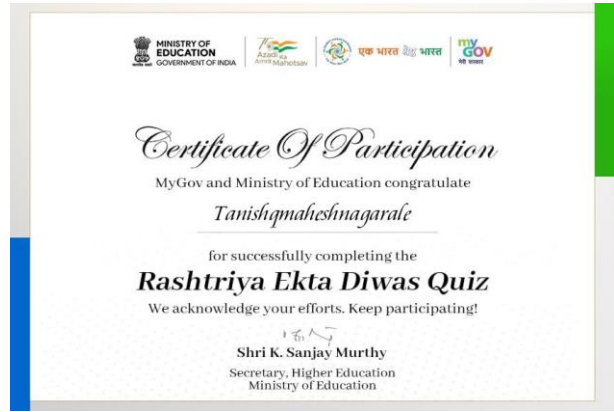 MINISTRY OF
EDUCATION
GOVERNMENT OF INDIA
Azadi Ka
Amrit Mahotsav
एक भारत श्रेष्ठ भारत
my
GOV
मेरी सरकार
Certificate Of Participation
MyGov and Ministry of Education congratulate
Tanishqmaheshnagarale
for successfully completing the
Rashtriya Ekta Diwas Quiz
We acknowledge your efforts. Keep participating!
Shri K. Sanjay Murthy
Secretary, Higher Education
Ministry of Education